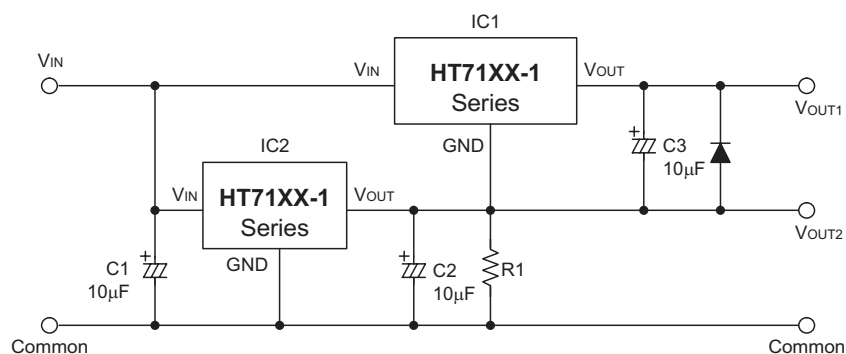 IC1
VIN
VIN
HT71XX-1
Series
VOUT
VOUT1
GND
C3
10μF
IC2
VIN
HT71XX-1
Series
VOUT
VOUT2
GND
C1
10μF
C2
10μF
R1
Common
Common